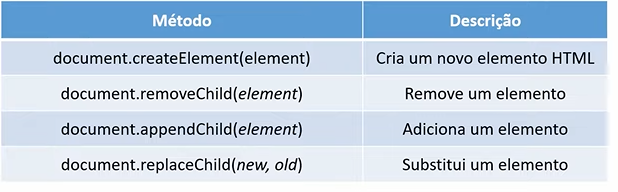 Método Descrição
document.createElement(element) Cria um novo elemento HTML
document.removeChild(element) Remove um elemento
document.appendChild(element) Adiciona um elemento
document.replaceChild(new, old) Substitui um elemento